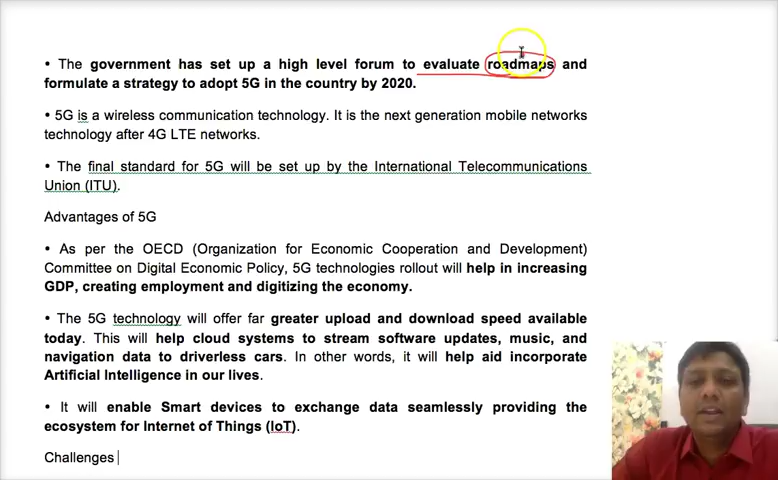 • The government has set up a high level forum to evaluate roadmaps and
formulate a strategy to adopt 5G in the country by 2020.
• 5G is a wireless communication technology. It is the next generation mobile networks
technology after 4G LTE networks.
• The final standard for 5G will be set up by the International Telecommunications
Union (ITU).
Advantages of 5G
• As per the OECD (Organization for Economic Cooperation and Development)
Committee on Digital Economic Policy, 5G technologies rollout will help in increasing
GDP, creating employment and digitizing the economy.
• The 5G technology will offer far greater upload and download speed available
today. This will help cloud systems to stream software updates, music, and
navigation data to driverless cars. In other words, it will help aid incorporate
Artificial Intelligence in our lives.
• It will enable Smart devices to exchange data seamlessly providing the
ecosystem for Internet of Things (IoT).
Challenges